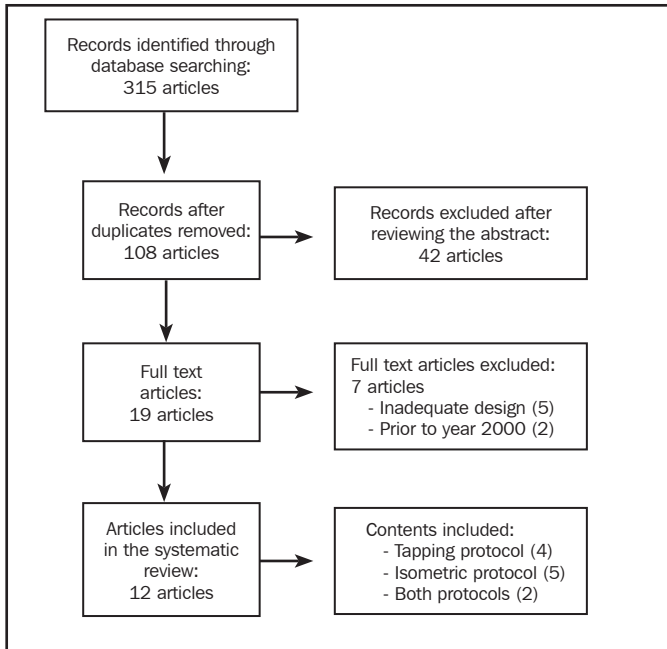 Records identified through
database searching:
315 articles
Records after
duplicates removed:
108 articles
Records excluded after
reviewing the abstract:
42 articles
Full text
articles:
19 articles
Full text articles excluded:
7 articles
- Inadequate design (5)
- Prior to year 2000 (2)
Articles included
in the systematic
review:
12 articles
Contents included:
- Tapping protocol (4)
- Isometric protocol (5)
- Both protocols (2)